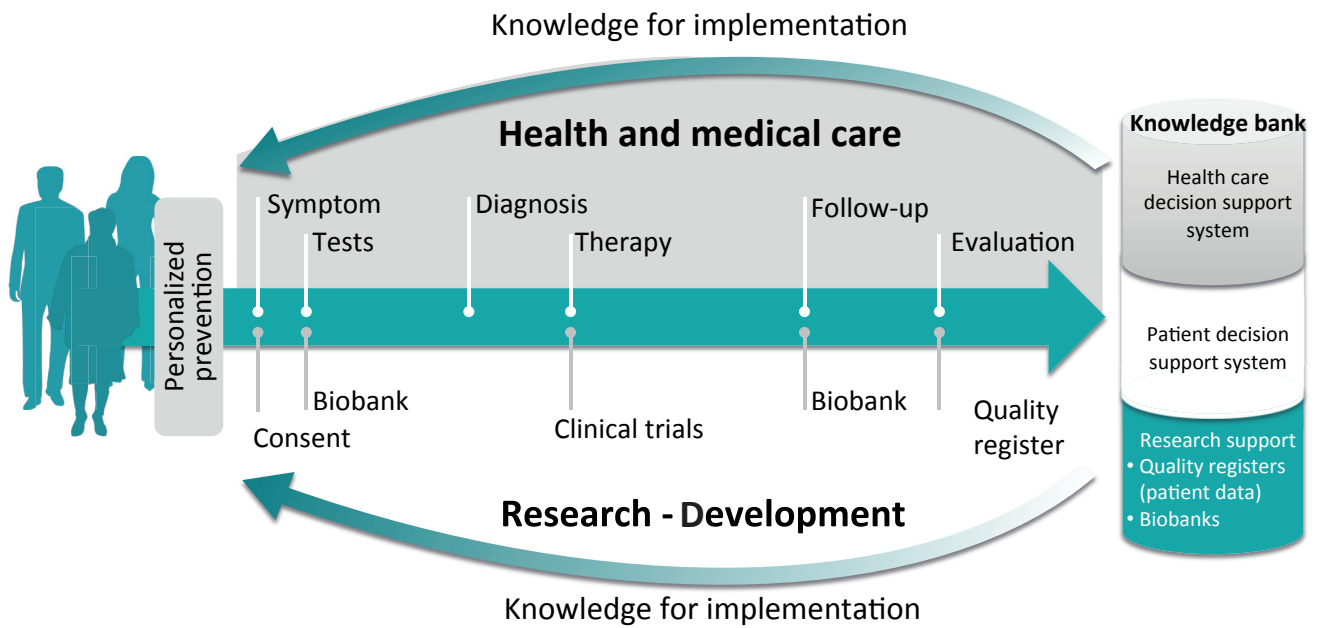 Knowledge for implementation
Health and medical care
Symptom
Tests
Diagnosis
Therapy
Follow-up
Evaluation
Personalized
prevention
Consent
Biobank
Clinical trials
Biobank
Quality
register
Research - Development
Knowledge for implementation
Knowledge bank
Health care
decision support
system
Patient decision
support system
Research support
• Quality registers
(patient data)
• Biobanks